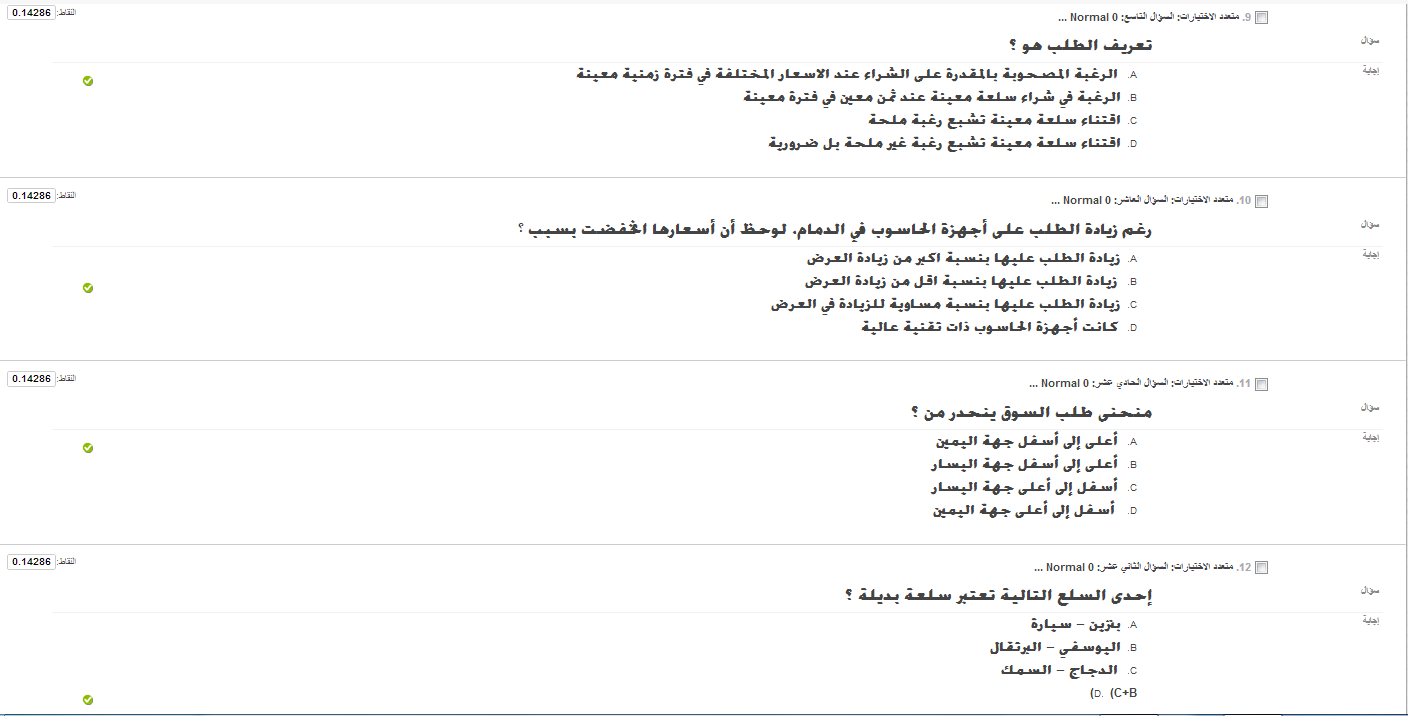 9. متعدد الاختيارات: السؤال التاسع: Normal 0 ...
النقاط: 0.14286
سؤال
تعريف الطلب هو ؟
إجابة
A. الرغبة المصحوبة بالمقدرة على الشراء عند الاسعار المختلفة في فترة زمنية معينة
B. الرغبة في شراء سلعة معينة عند ثمن معين في فترة معينة
C. اقتناء سلعة معينة تشبع رغبة ملحة
D. اقتناء سلعة معينة تشبع رغبة غير ملحة بل ضرورية
10. متعدد الاختيارات: السؤال العاشر: Normal 0 ...
النقاط: 0.14286
سؤال
رغم زيادة الطلب على أجهزة الحاسوب في الدمام، لوحظ أن أسعارها انخفضت بسبب ؟
إجابة
A. زيادة الطلب عليها بنسبة اكبر من زيادة العرض
B. زيادة الطلب عليها بنسبة اقل من زيادة العرض
C. زيادة الطلب عليها بنسبة مساوية للزيادة في العرض
D. كانت أجهزة الحاسوب ذات تقنية عالية
11. متعدد الاختيارات: السؤال الحادي عشر: Normal 0 ...
النقاط: 0.14286
سؤال
منحنى طلب السوق ينحدر من ؟
إجابة
A. أعلى إلى أسفل جهة اليمين
B. أعلى إلى أسفل جهة اليسار
C. أسفل إلى أعلى جهة اليسار
D. أسفل إلى أعلى جهة اليمين
12. متعدد الاختيارات: السؤال الثاني عشر: Normal 0 ...
النقاط: 0.14286
سؤال
إحدى السلع التالية تعتبر سلعة بديلة ؟
إجابة
A. بنزين – سيارة
B. اليوسفي – البرتقال
C. الدجاج – السمك
(D. (C+B